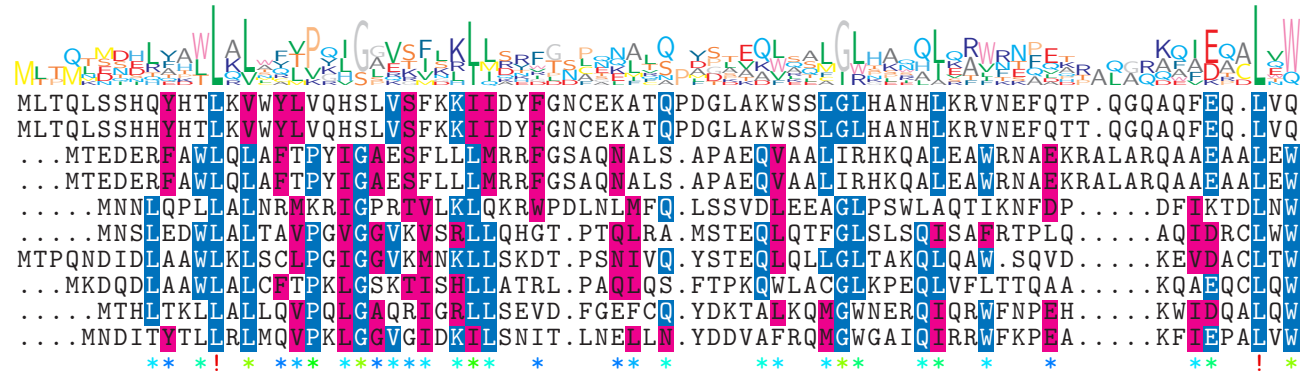 MLTQLSSHQYHTLKVWYLVQHSLVSFKKIIDYFGNCEKATQPDGLAKWSSLGLHANHLKRVNEFQTP.QGQAQFEQ.LVQ
MLTQLSSHHYHTLKVWYLVQHSLVSFKKIIDYFGNCEKATQPDGLAKWSSLGLHANHLKRVNEFQTT.QGQAQFEQ.LVQ
...MTEDERFAWLQLAFTPYIGAESFLLLMRRFGSAQNALS.APAEQVAALIRHKQALEAWRNAEKRALARQAAEAALEW
...MTEDERFAWLQLAFTPYIGAESFLLLMRRFGSAQNALS.APAEQVAALIRHKQALEAWRNAEKRALARQAAEAALEW
.....MNNLQPLLALNRMKRIGPRTVLKLQKRWPDLNLMFQ.LSSVDLEEAGLPSWLAQTIKNFDP.....DFIKTDLNW
.....MNSLEDWLALTAVPGVGGVKVSRLLQHGT.PTQLRA.MSTEQLQTFGLSLSQISAFRTPLQ.....AQIDRCLWW
MTPQNDIDLAAWLKLSCLPGIGGVKMNKLLSKDT.PSNIVQ.YSTEQLQLLGLTAKQLQAW.SQVD.....KEVDACLTW
...MKDQDLAAWLALCFTPKLGSKTISHLLATRL.PAQLQS.FTPKQWLACGLKPEQLVFLTTQAA.....KQAEQCLQW
.....MTHLTKLLALLQVPQLGAQRIGRLLSEVD.FGEFCQ.YDKTALKQMGWNERQIQRWFNPEH.....KWIDQALQW
.....MNDITYTLLRLMQVPKLGGVGIDKILSNIT.LNELLN.YDDVAFRQMGWGAIQIRRWFKPEA.....KFIEPALVW
** *! * *** ***** *** * ** * ** ** ** * * ** ! *